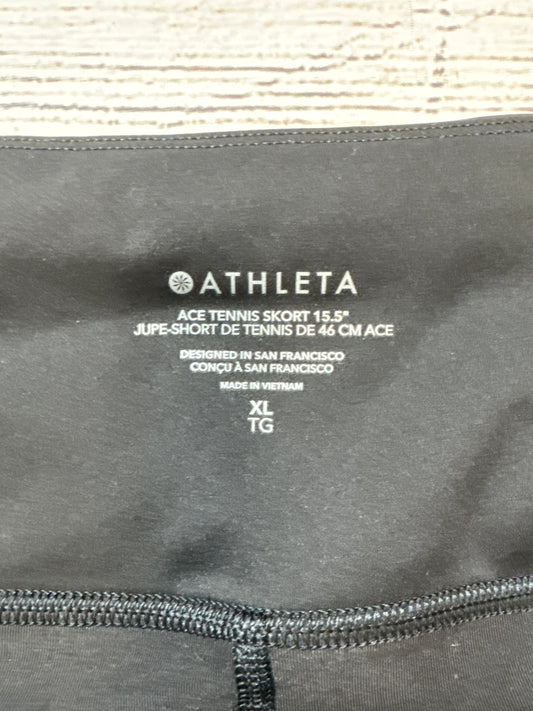 ATHLETA
ACE TENNIS SKORT 15.5"
JUPE-SHORT DE TENNIS DE 46 CM ACE
DESIGNED IN SAN FRANCISCO
CONÇU À SAN FRANCISCO
MADE IN VIETNAM
XL
TG